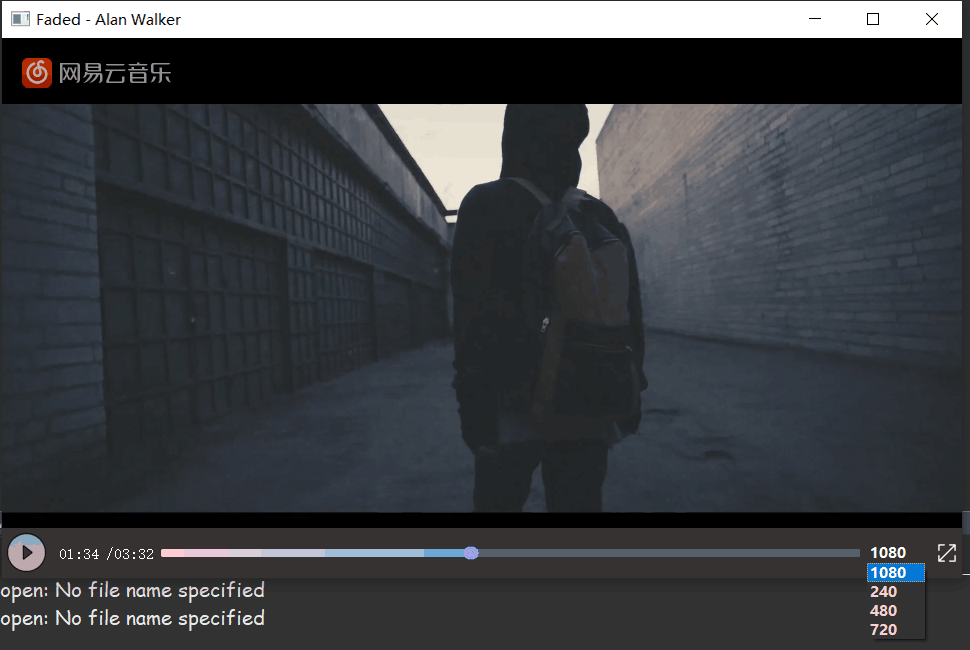 Faded - Alan Walker
网易云音乐
01:34 /03:32
1080
1080
240
480
720
open: No file name specified
open: No file name specified